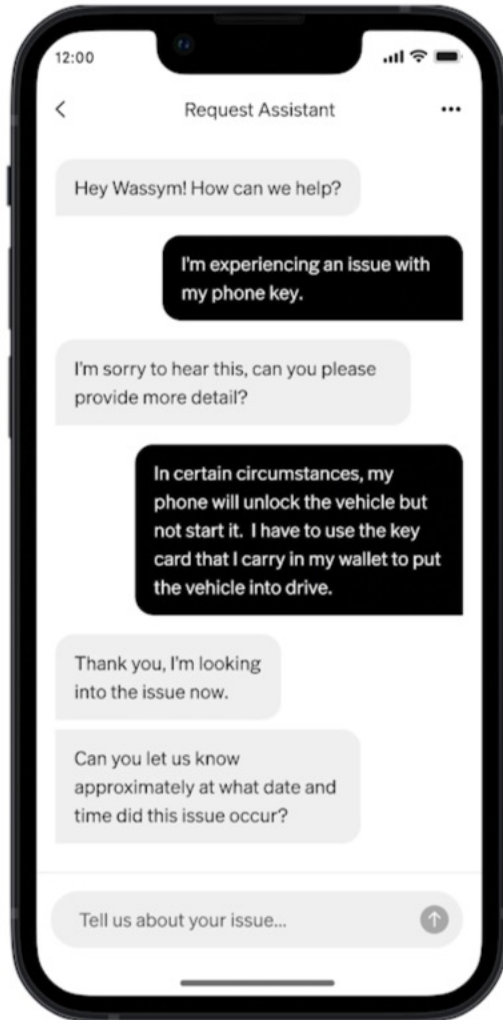 12:00
Request Assistant
Hey Wassym! How can we help?
I'm experiencing an issue with
my phone key.
I'm sorry to hear this, can you please
provide more detail?
In certain circumstances, my
phone will unlock the vehicle but
not start it.  I have to use the key
card that I carry in my wallet to put
the vehicle into drive.
Thank you, I'm looking
into the issue now.
Can you let us know
approximately at what date and
time did this issue occur?
Tell us about your issue...